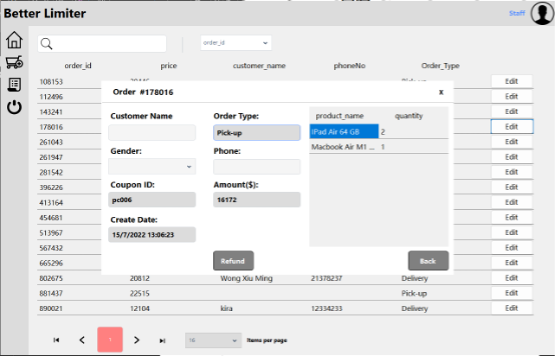 Better Limiter
Staff
order_id
order_id price customer_name phoneNo Order_Type
108153 Edit
112496 Edit
143241 Edit
178016 Edit
261043 Edit
261947 Edit
281542 Edit
396226 Edit
413164 Edit
454681 Edit
513967 Edit
567432 Edit
665296 Edit
802675 20812 Wong Xiu Ming 21378237 Delivery Edit
881437 22515 Pick-up Edit
890021 12104 kira 12334233 Delivery Edit
Order #178016 x
Customer Name Order Type:
Pick-up
Gender: Phone:
Coupon ID: Amount($):
pc006 16172
Create Date:
15/7/2022 13:06:23
product_name quantity
iPad Air 64 GB 2
Macbook Air M1 ... 1
Refund Back
1
16 Items per page